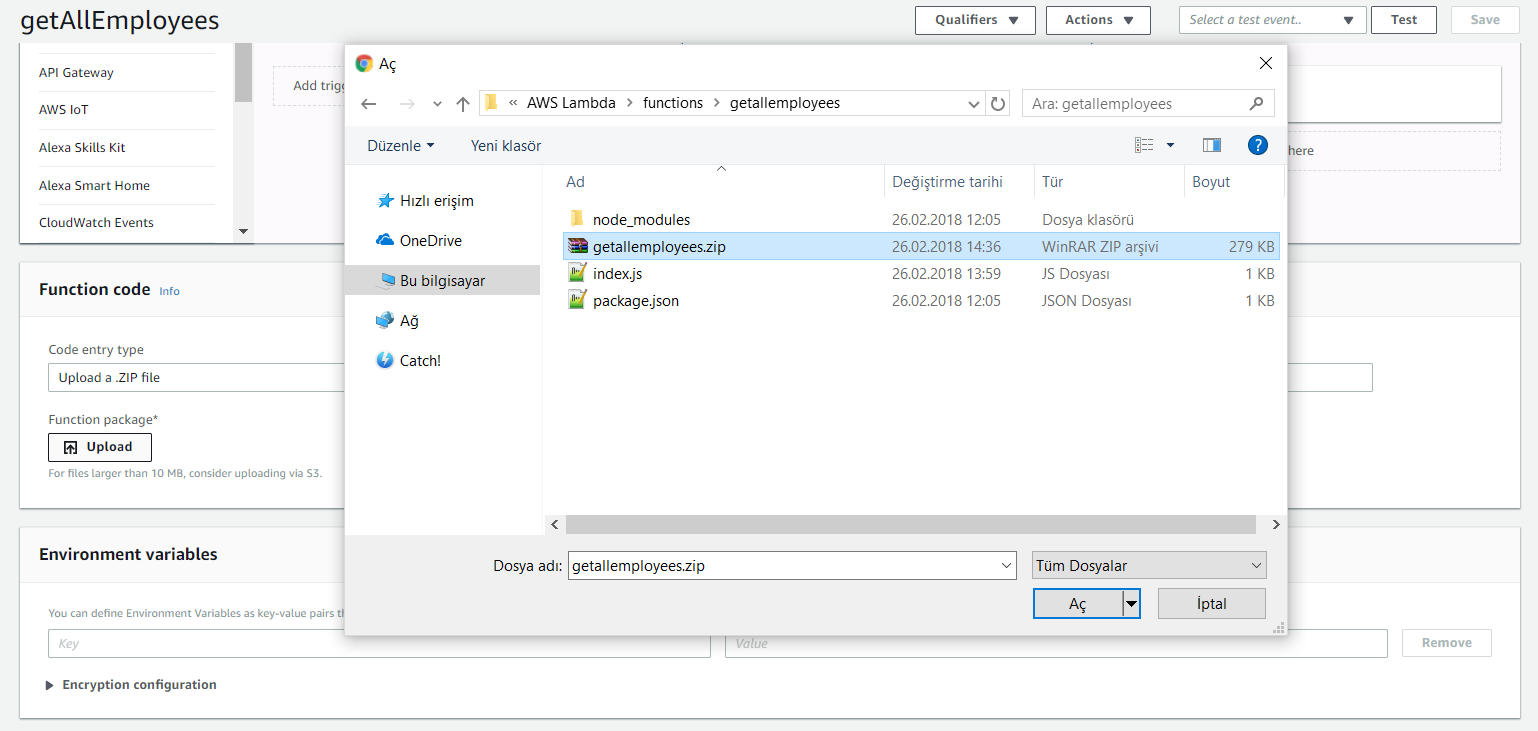 getAllEmployees
Qualifiers
Actions
Select a test event..
Test
Save
API Gateway
AWS IoT
Alexa Skills Kit
Alexa Smart Home
CloudWatch Events
Add trig
here
Aç
« AWS Lambda > functions > getallemployees
Ara: getallemployees
Düzenle
Yeni klasör
?
Hızlı erişim
OneDrive
Bu bilgisayar
Ağ
Catch!
Ad Değiştirme tarihi Tür Boyut
node_modules 26.02.2018 12:05 Dosya klasörü
getallemployees.zip 26.02.2018 14:36 WinRAR ZIP arşivi 279 KB
index.js 26.02.2018 13:59 JS Dosyası 1 KB
package.json 26.02.2018 12:05 JSON Dosyası 1 KB
Dosya adı: getallemployees.zip
Tüm Dosyalar
Aç
İptal
Function code Info
Code entry type
Upload a .ZIP file
Function package*
Upload
For files larger than 10 MB, consider uploading via S3.
Environment variables
You can define Environment Variables as key-value pairs th
Key
Value
Remove
Encryption configuration